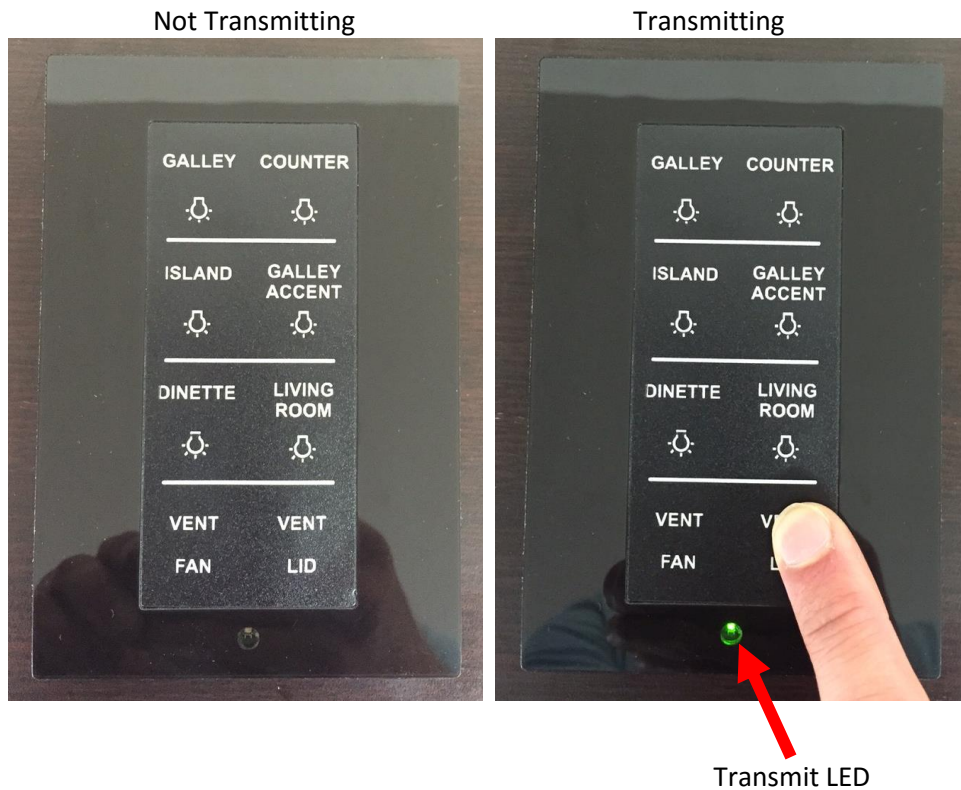 Not Transmitting
Transmitting
GALLEY COUNTER
ISLAND GALLEY
ACCENT
DINETTE LIVING
ROOM
VENT VENT
FAN LID
GALLEY COUNTER
ISLAND GALLEY
ACCENT
DINETTE LIVING
ROOM
VENT
FAN
Transmit LED